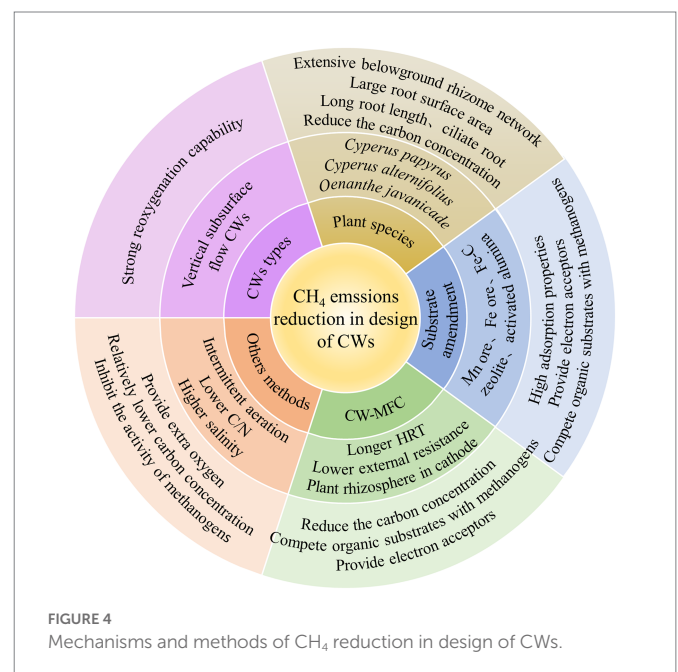 Extensive belowground rhizome network
Large root surface area
Long root length、ciliate root
Reduce the carbon concentration
Cyperus papyrus
Cyperus alternifolius
Oenanthe javanicade
Plant species
Strong reoxygenation capability
Vertical subsurface
flow CWs
CWs types
CH₄ emssions
reduction in design
of CWs
Substrate
amendment
Mn ore、Fe ore、Fe-C
zeolite、activated alumina
High adsorption properties
Provide electron acceptors
Compete organic substrates with methanogens
Others methods
Intermittent aeration
Lower C/N
Higher salinity
Provide extra oxygen
Relatively lower carbon concentration
Inhibit the activity of methanogens
CW-MFC
Longer HRT
Lower external resistance
Plant rhizosphere in cathode
Reduce the carbon concentration
Compete organic substrates with methanogens
Provide electron acceptors
FIGURE 4
Mechanisms and methods of CH₄ reduction in design of CWs.